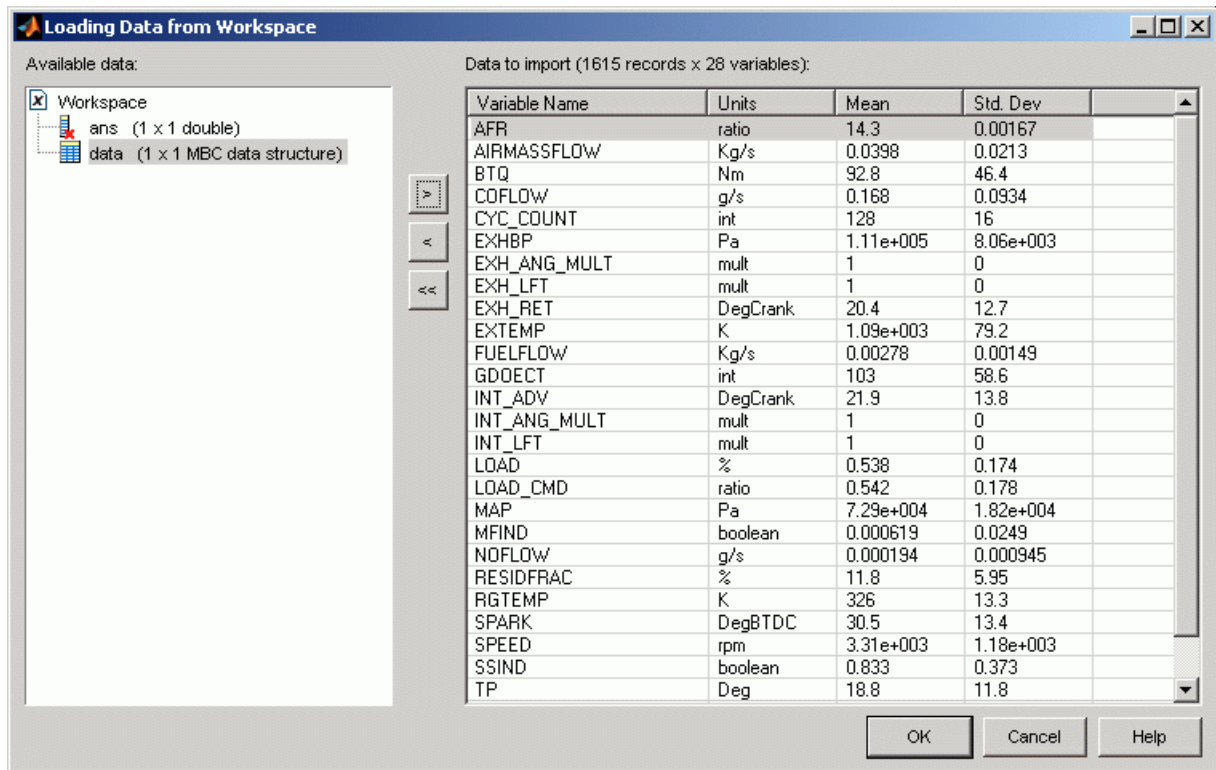 Loading Data from Workspace
Available data:
Workspace
ans (1 x 1 double)
data (1 x 1 MBC data structure)
>
<
<<
Data to import (1615 records x 28 variables):
Variable Name Units Mean Std. Dev
AFR ratio 14.3 0.00167
AIRMASSFLOW Kg/s 0.0398 0.0213
BTQ Nm 92.8 46.4
COFLOW g/s 0.168 0.0934
CYC_COUNT int 128 16
EXHBP Pa 1.11e+005 8.06e+003
EXH_ANG_MULT mult 1 0
EXH_LFT mult 1 0
EXH_RET DegCrank 20.4 12.7
EXTEMP K 1.09e+003 79.2
FUELFLOW Kg/s 0.00278 0.00149
GDOECT int 103 58.6
INT_ADV DegCrank 21.9 13.8
INT_ANG_MULT mult 1 0
INT_LFT mult 1 0
LOAD % 0.538 0.174
LOAD_CMD ratio 0.542 0.178
MAP Pa 7.29e+004 1.82e+004
MFIND boolean 0.000619 0.0249
NOFLOW g/s 0.000194 0.000945
RESIDFRAC % 11.8 5.95
RGTEMP K 326 13.3
SPARK DegBTDC 30.5 13.4
SPEED rpm 3.31e+003 1.18e+003
SSIND boolean 0.833 0.373
TP Deg 18.8 11.8
OK Cancel Help